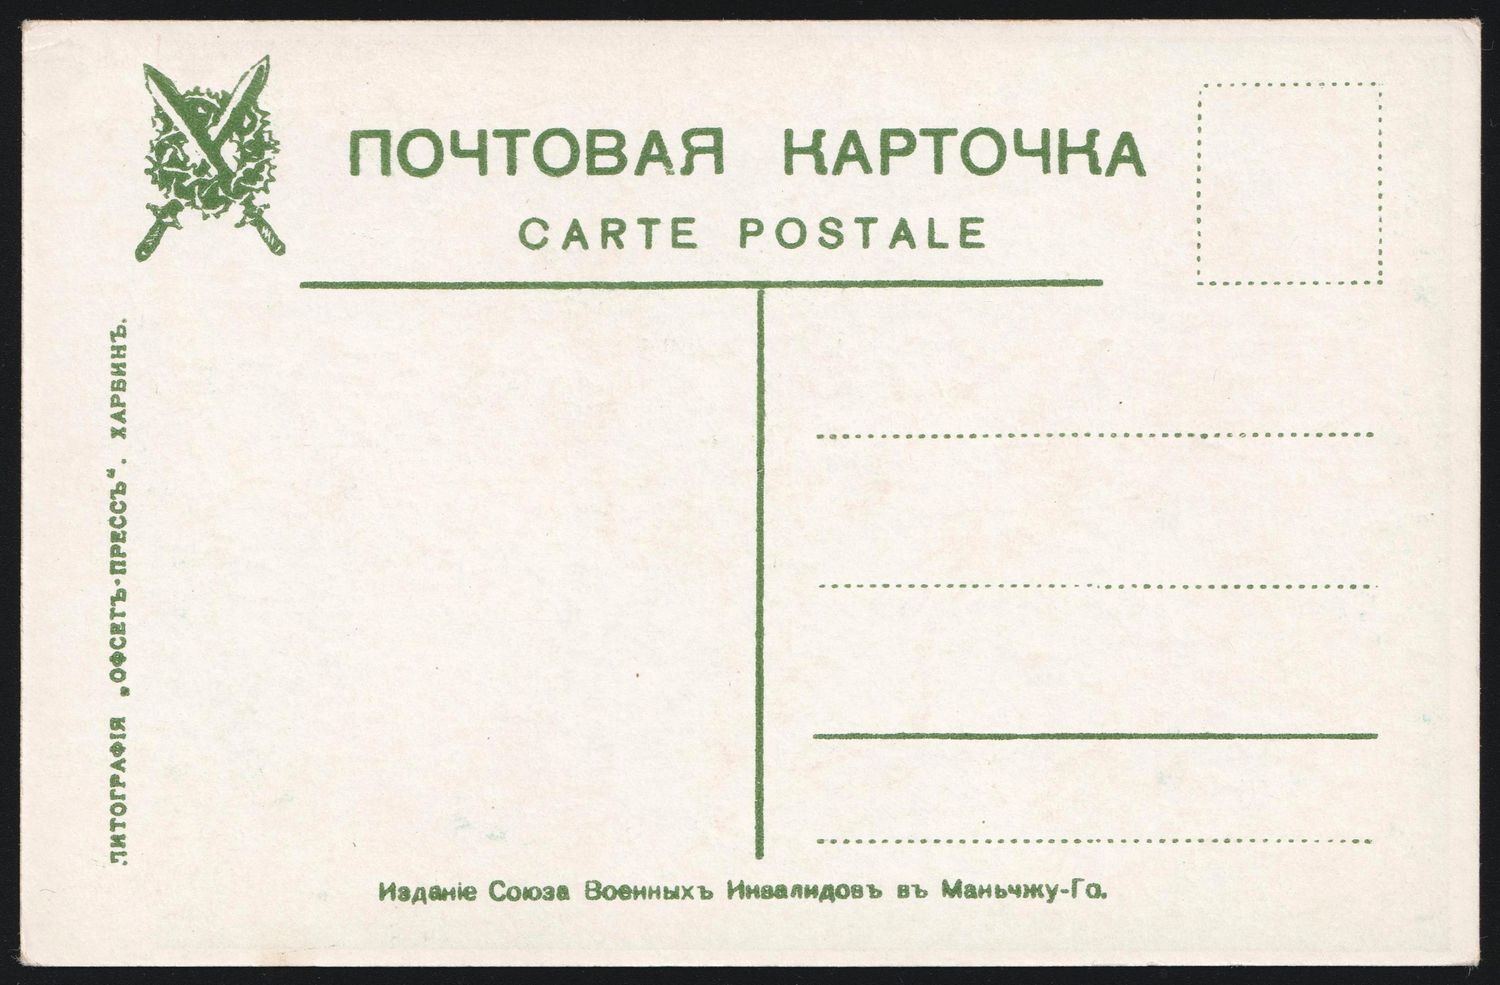 ПОЧТОВАЯ КАРТОЧКА
CARTE POSTALE
ЛИТОГРАФІЯ „ОФСЕТЪ-ПРЕССЪ“. ХАРБИНЪ.
Изданіе Союза Военныхъ Инвалидовъ въ Маньчжу-Го.